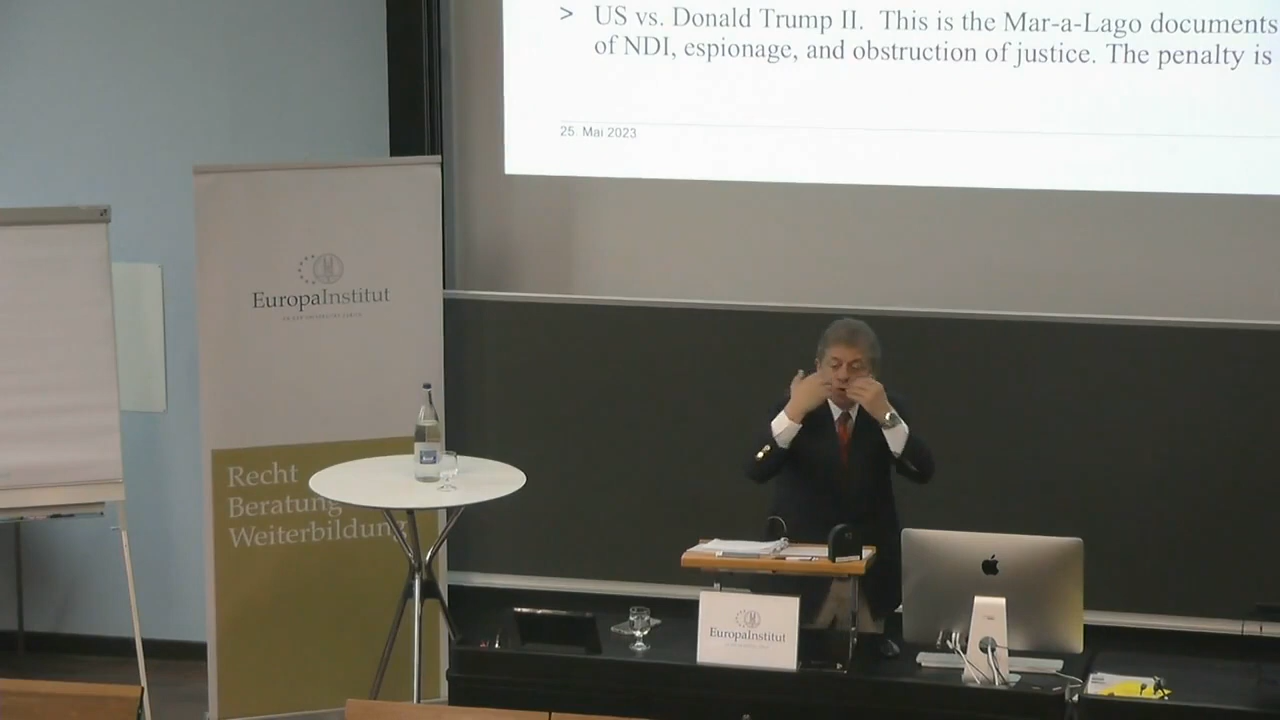 > US vs. Donald Trump II. This is the Mar-a-Lago documents
of NDI, espionage, and obstruction of justice. The penalty is
25. Mai 2023
EuropaInstitut
Recht
Beratung
Weiterbildung
EuropaInstitut